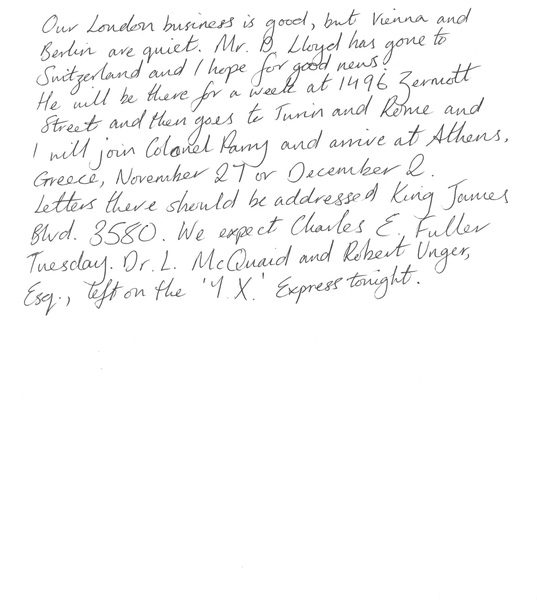 Our London business is good, but Vienna and
Berlin are quiet. Mr. D. Lloyd has gone to
Switzerland and I hope for good news.
He will be there for a week at 1496 Zermott
Street and then goes to Turin and Rome and
I will join Colonel Parry and arrive at Athens,
Greece, November 27 or December 2.
Letters there should be addressed King James
Blvd. 3580. We expect Charles E. Fuller
Tuesday. Dr. L. McQuaid and Robert Unger,
Esq., left on the 'Y.X.' Express tonight.